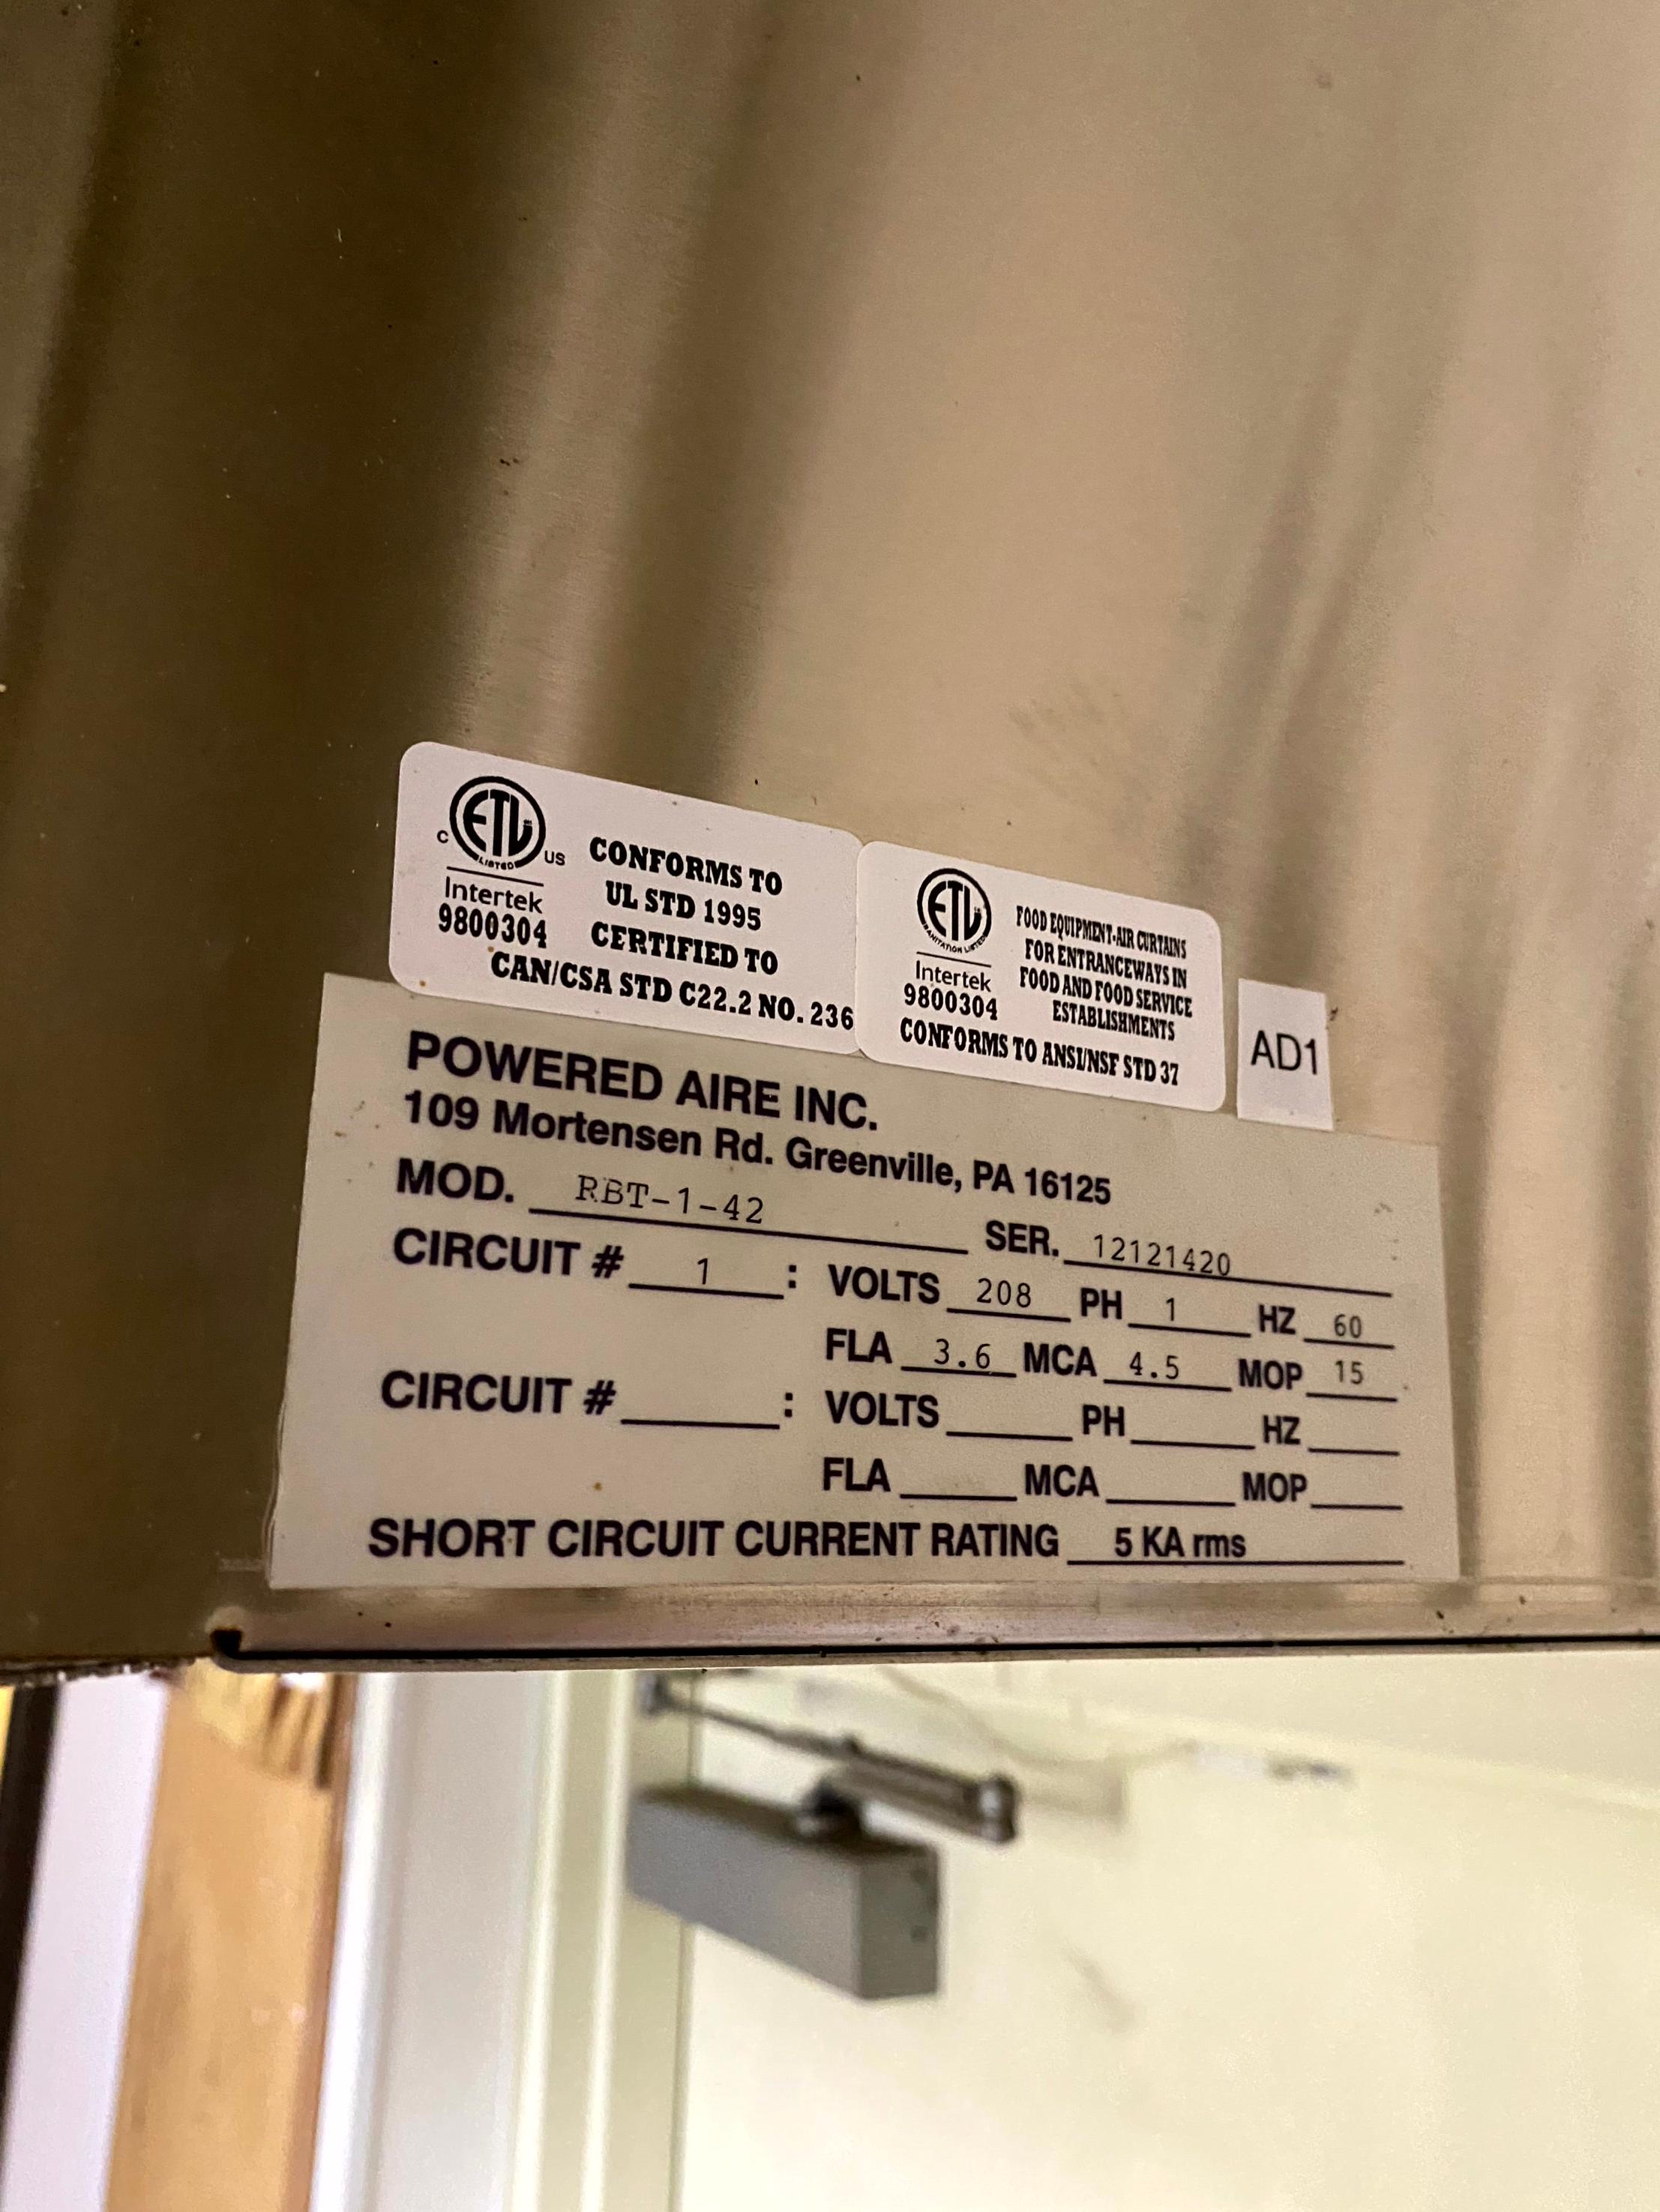 C ETL US
LISTED
Intertek
9800304
CONFORMS TO
UL STD 1995
CERTIFIED TO
CAN/CSA STD C22.2 NO. 236
ETL
SANITATION LISTED
Intertek
9800304
FOOD EQUIPMENT-AIR CURTAINS
FOR ENTRANCEWAYS IN
FOOD AND FOOD SERVICE
ESTABLISHMENTS
CONFORMS TO ANSI/NSF STD 37
AD1
POWERED AIRE INC.
109 Mortensen Rd. Greenville, PA 16125
MOD. RBT-1-42 SER. 12121420
CIRCUIT # 1 : VOLTS 208 PH 1 HZ 60
FLA 3.6 MCA 4.5 MOP 15
CIRCUIT # : VOLTS PH HZ
FLA MCA MOP
SHORT CIRCUIT CURRENT RATING 5 KA rms